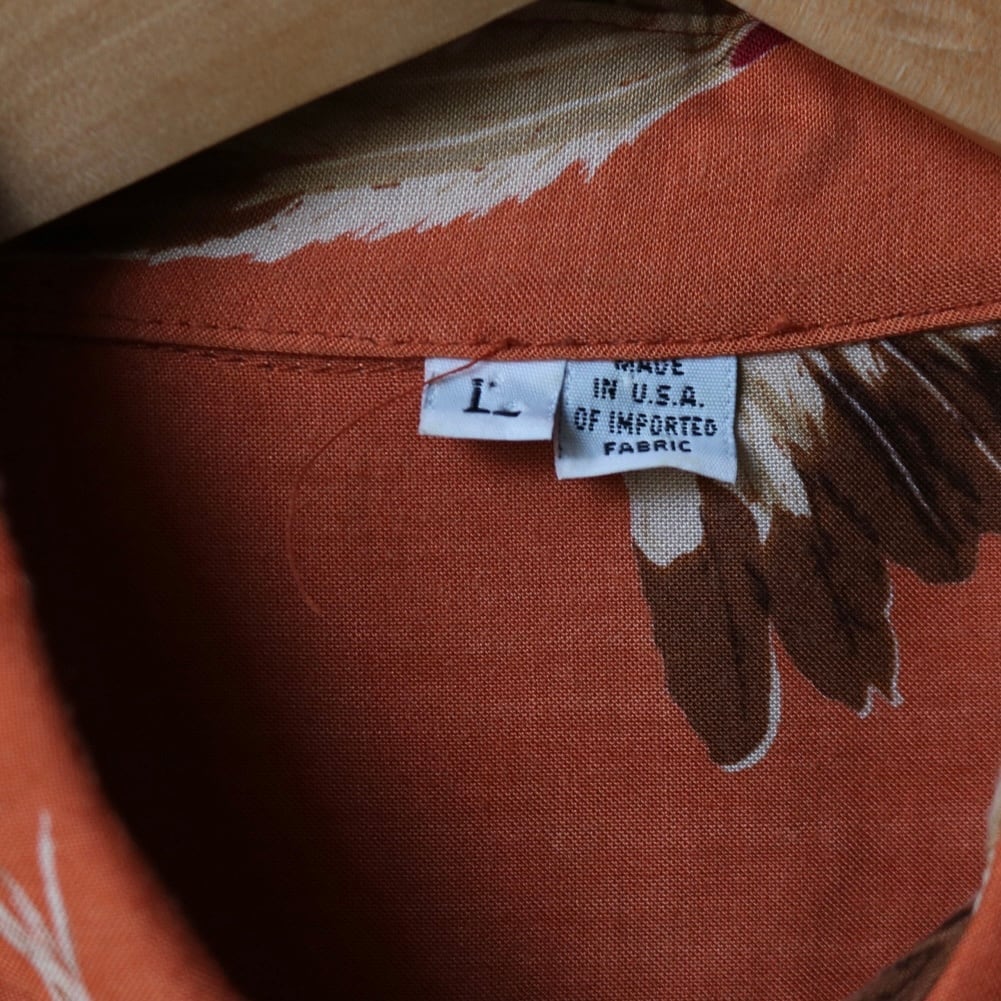 L
MADE
IN U.S.A.
OF IMPORTED
FABRIC